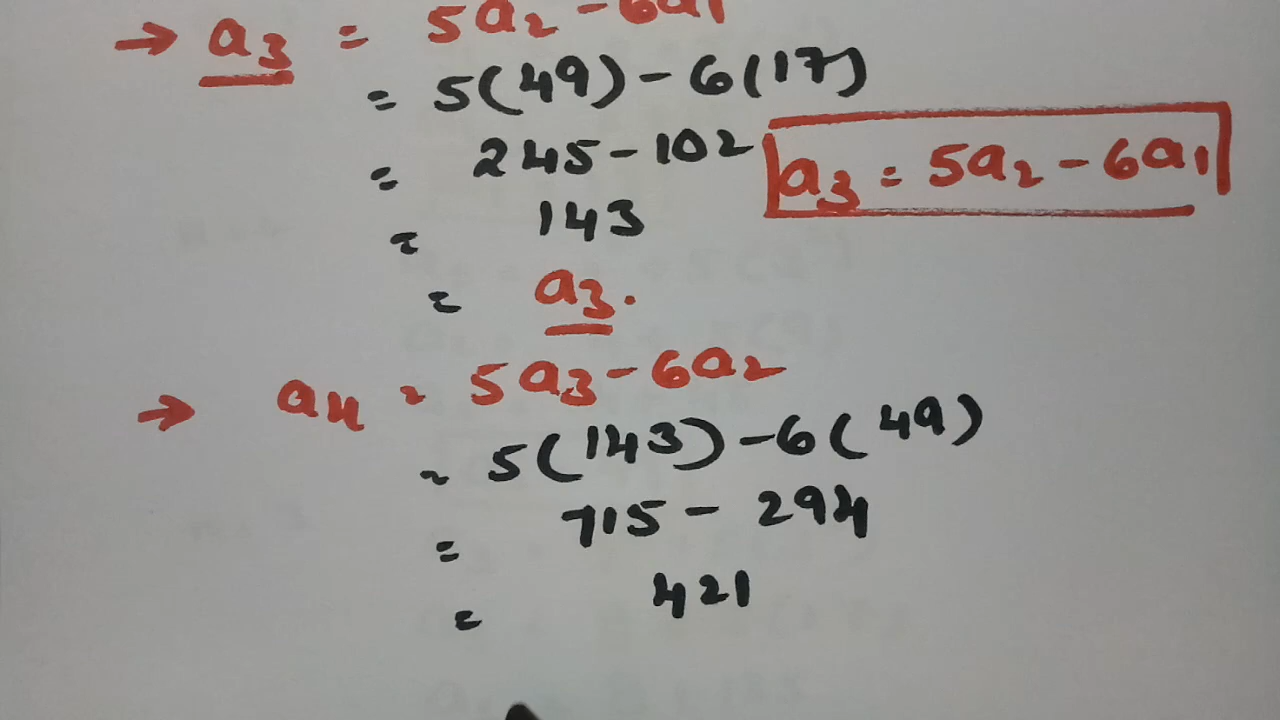 → a₃ = 5a₂ - 6a₁
= 5(49) - 6(17)
= 245 - 102
a₃ = 5a₂ - 6a₁
= 143
= a₃.
→ a₄ = 5a₃ - 6a₂
= 5(143) - 6(49)
= 715 - 294
= 421